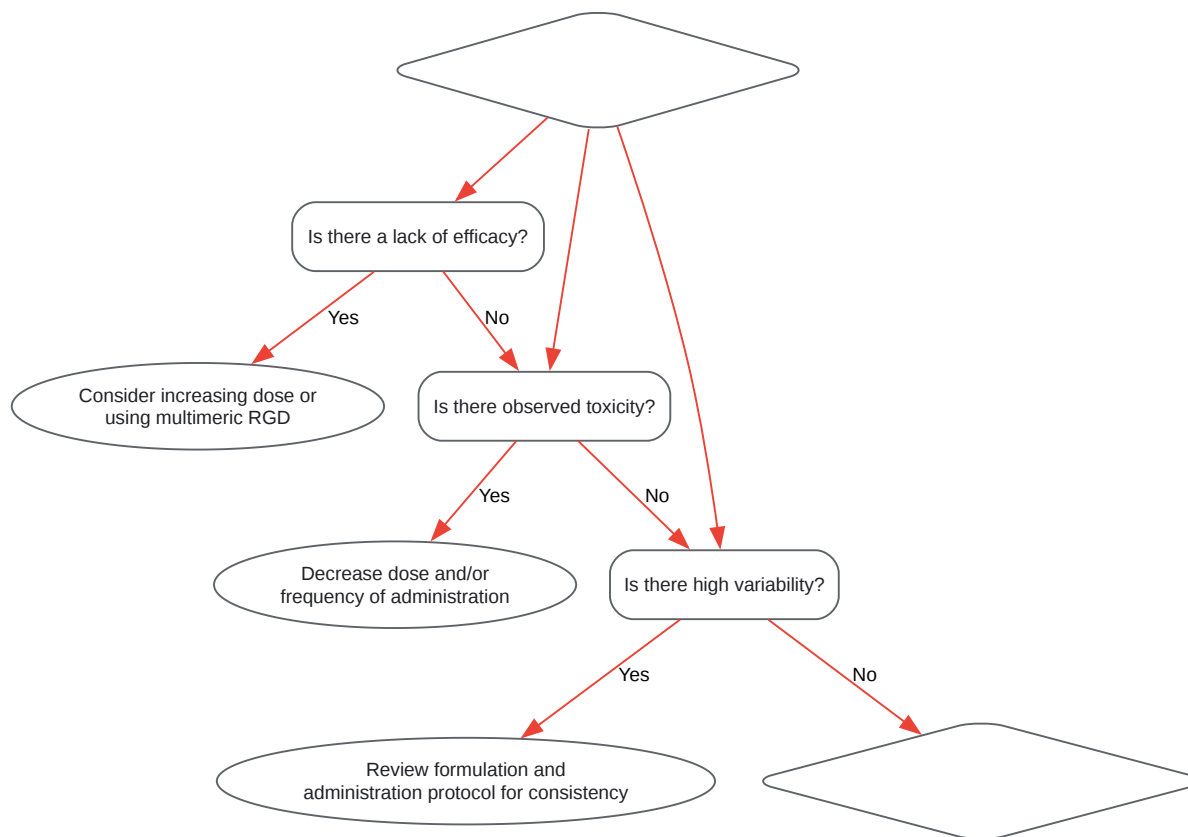 Is there a lack of efficacy?
Yes
No
Consider increasing dose or
using multimeric RGD
Is there observed toxicity?
Yes
No
Decrease dose and/or
frequency of administration
Is there high variability?
Yes
No
Review formulation and
administration protocol for consistency